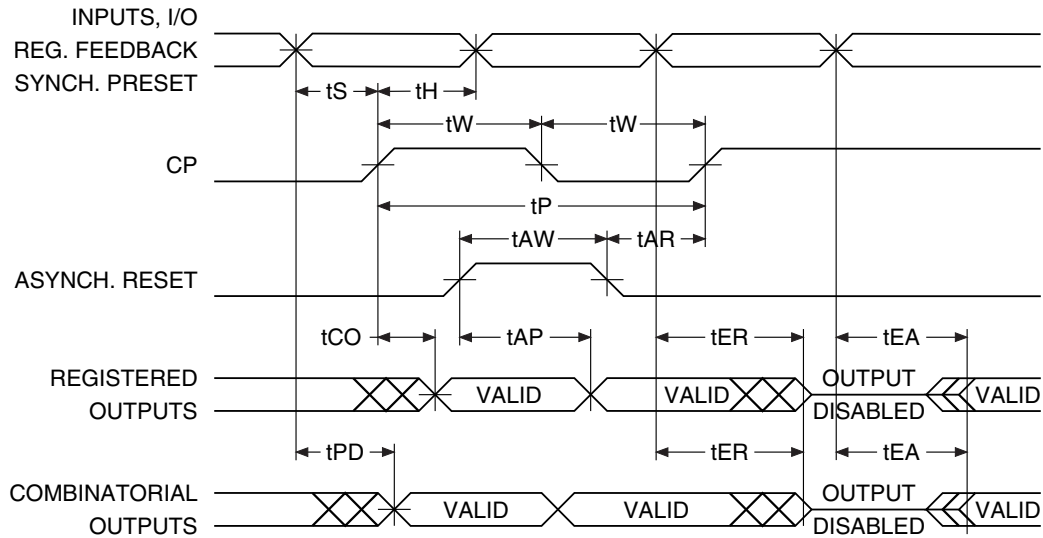 INPUTS, I/O
REG. FEEDBACK
SYNCH. PRESET
tS tH
tW tW
CP
tP
tAW tAR
ASYNCH. RESET
tCO tAP tER tEA
REGISTERED
OUTPUTS
VALID VALID OUTPUT
DISABLED VALID
tPD tER tEA
COMBINATORIAL
OUTPUTS
VALID VALID OUTPUT
DISABLED VALID